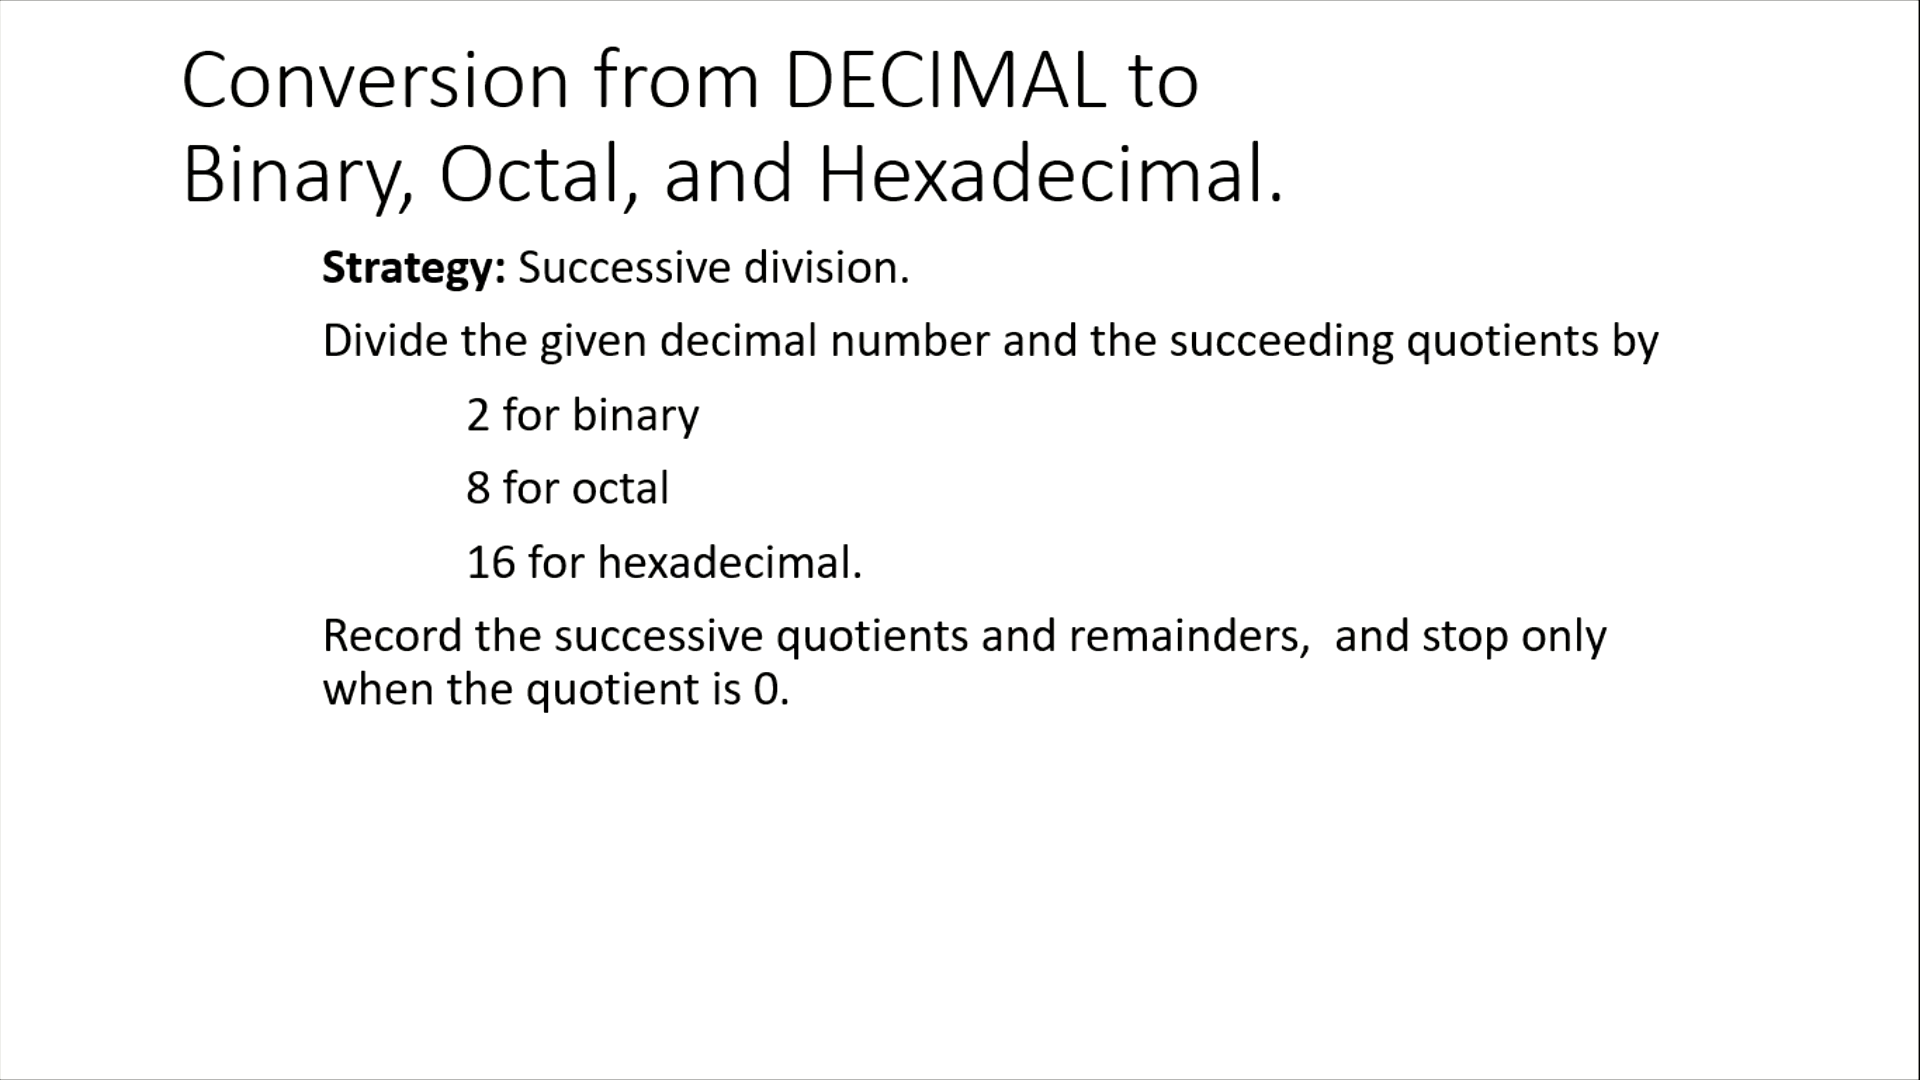 Conversion from DECIMAL to
Binary, Octal, and Hexadecimal.
Strategy: Successive division.
Divide the given decimal number and the succeeding quotients by
2 for binary
8 for octal
16 for hexadecimal.
Record the successive quotients and remainders,  and stop only
when the quotient is 0.